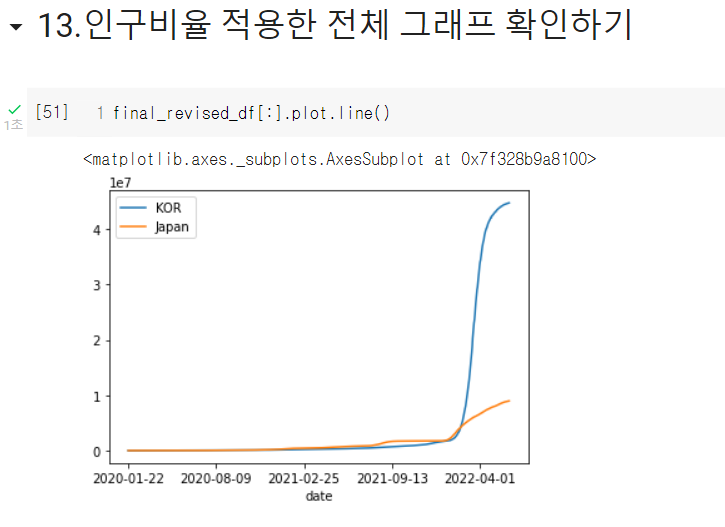 13.인구비율 적용한 전체 그래프 확인하기
[51] 1 final_revised_df[:].plot.line()
1초
<matplotlib.axes._subplots.AxesSubplot at 0x7f328b9a8100>
1e7
KOR
Japan
4
3
2
1
0
2020-01-22 2020-08-09 2021-02-25 2021-09-13 2022-04-01
date